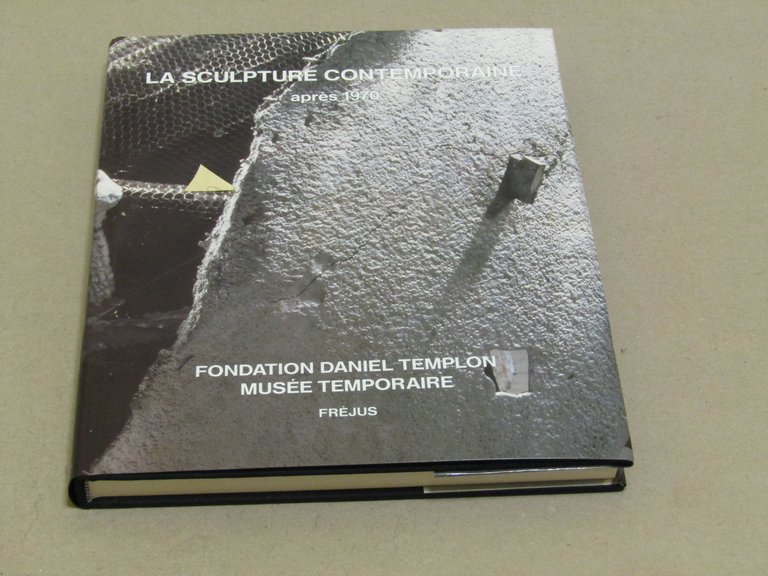 LA SCULPTURE CONTEMPORAINE
après 1970
FONDATION DANIEL TEMPLON
MUSÉE TEMPORAIRE
FRÉJUS